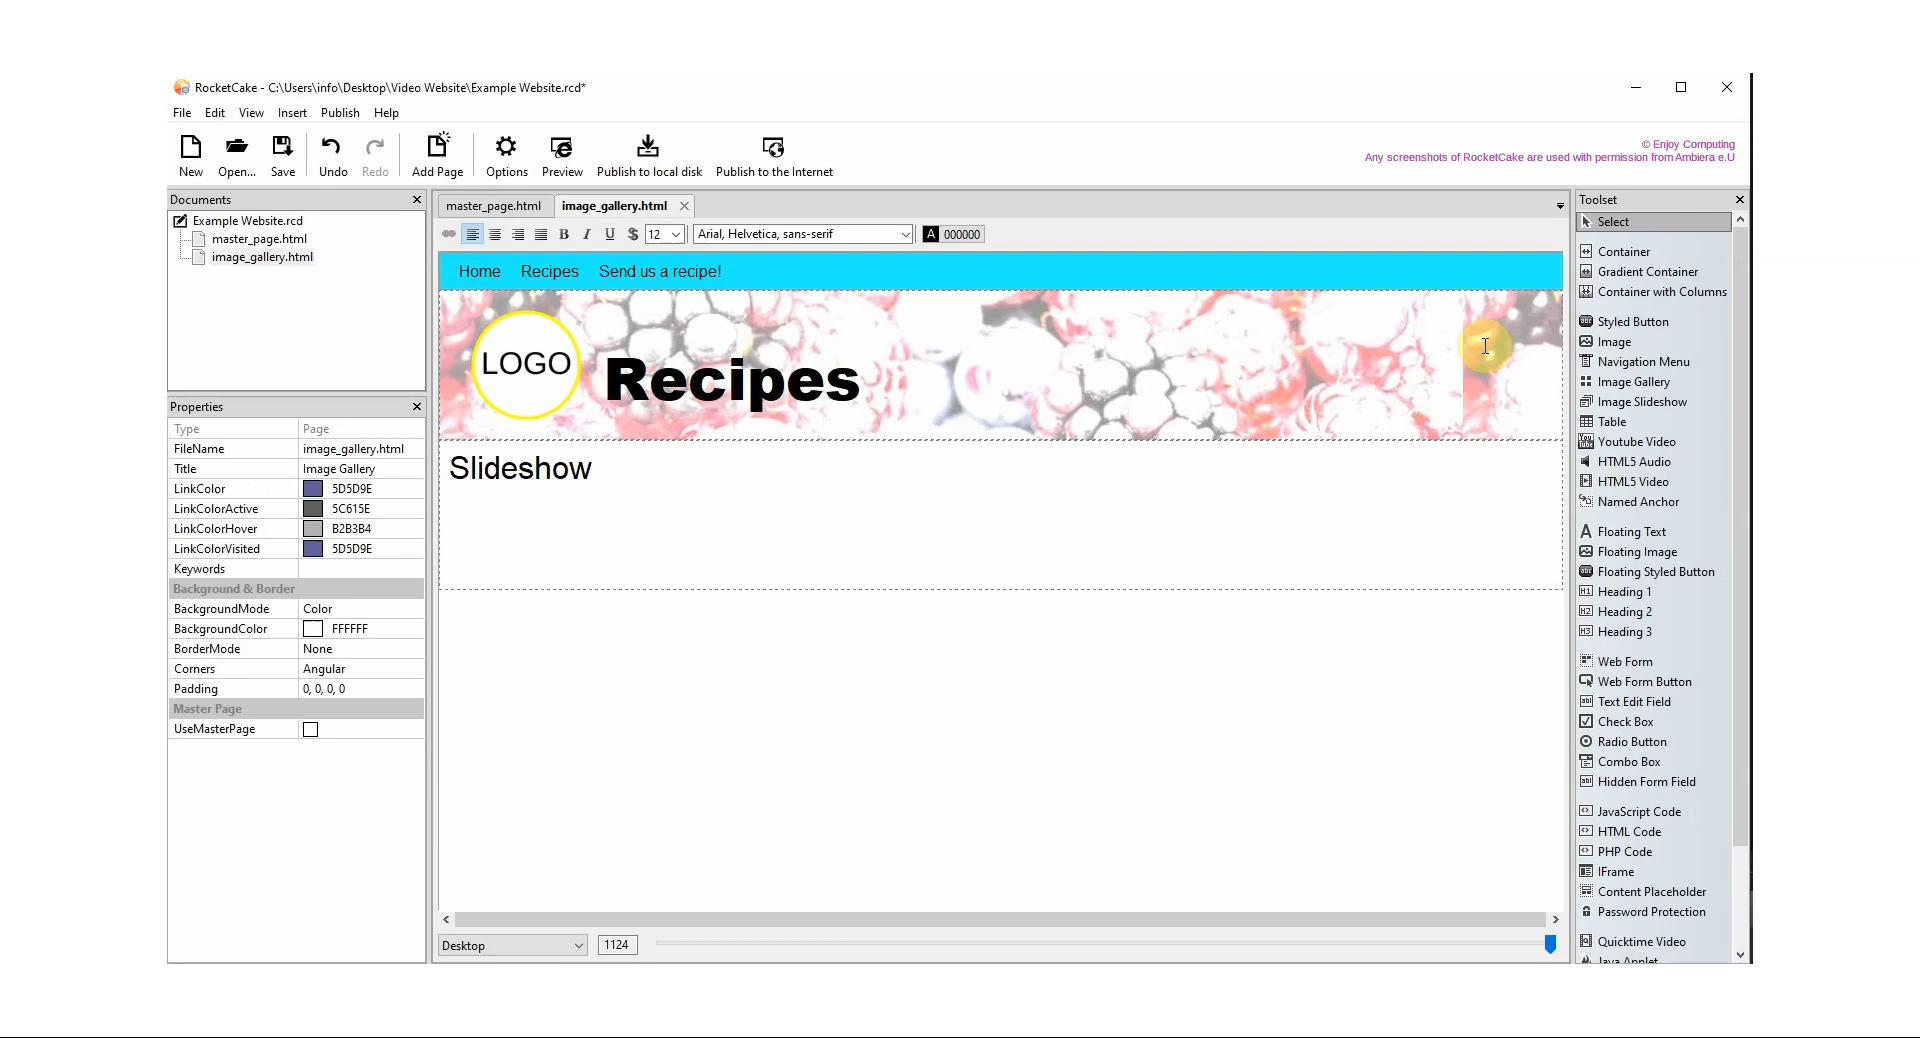 RocketCake - C:\Users\info\Desktop\Video Website\Example Website.rcd*
File Edit View Insert Publish Help
New Open... Save Undo Redo Add Page Options Preview Publish to local disk Publish to the Internet
© Enjoy Computing
Any screenshots of RocketCake are used with permission from Ambiera e.U
Documents
Example Website.rcd
master_page.html
image_gallery.html
Properties
Type Page
FileName image_gallery.html
Title Image Gallery
LinkColor 5D5D9E
LinkColorActive 5C615E
LinkColorHover B2B3B4
LinkColorVisited 5D5D9E
Keywords
Background & Border
BackgroundMode Color
BackgroundColor FFFFFF
BorderMode None
Corners Angular
Padding 0, 0, 0, 0
Master Page
UseMasterPage
master_page.html image_gallery.html
B I U $ 12 Arial, Helvetica, sans-serif A 000000
Home Recipes Send us a recipe!
LOGO Recipes
Slideshow
Desktop 1124
Toolset
Select
Container
Gradient Container
Container with Columns
Styled Button
Image
Navigation Menu
Image Gallery
Image Slideshow
Table
Youtube Video
HTML5 Audio
HTML5 Video
Named Anchor
Floating Text
Floating Image
Floating Styled Button
Heading 1
Heading 2
Heading 3
Web Form
Web Form Button
Text Edit Field
Check Box
Radio Button
Combo Box
Hidden Form Field
JavaScript Code
HTML Code
PHP Code
IFrame
Content Placeholder
Password Protection
Quicktime Video
Java Applet